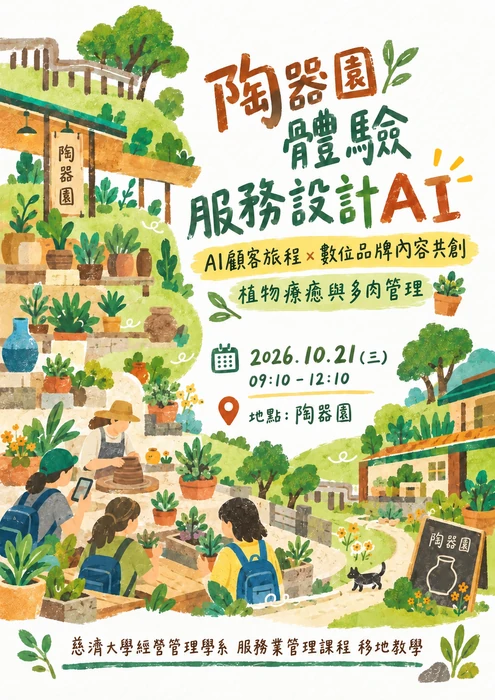 陶器園
體驗
服務設計AI
AI顧客旅程×數位品牌內容共創
植物療癒與多肉管理
2026.10.21(三)
09:10-12:10
地點：陶器園
陶器園
陶器園
慈濟大學經營管理學系 服務業管理課程 移地教學